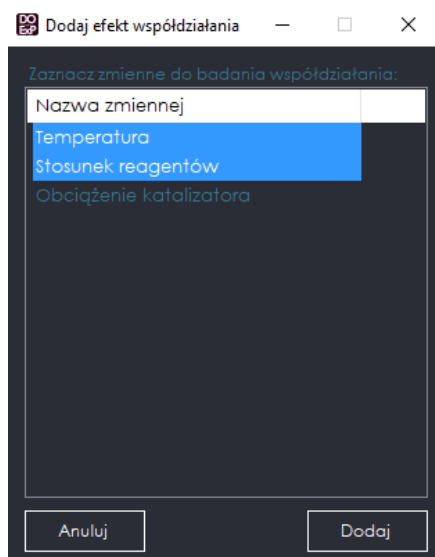 DO
ExP
Dodaj efekt współdziałania
Zaznacz zmienne do badania współdziałania:
Nazwa zmiennej
Temperatura
Stosunek reagentów
Obciążenie katalizatora
Anuluj
Dodaj